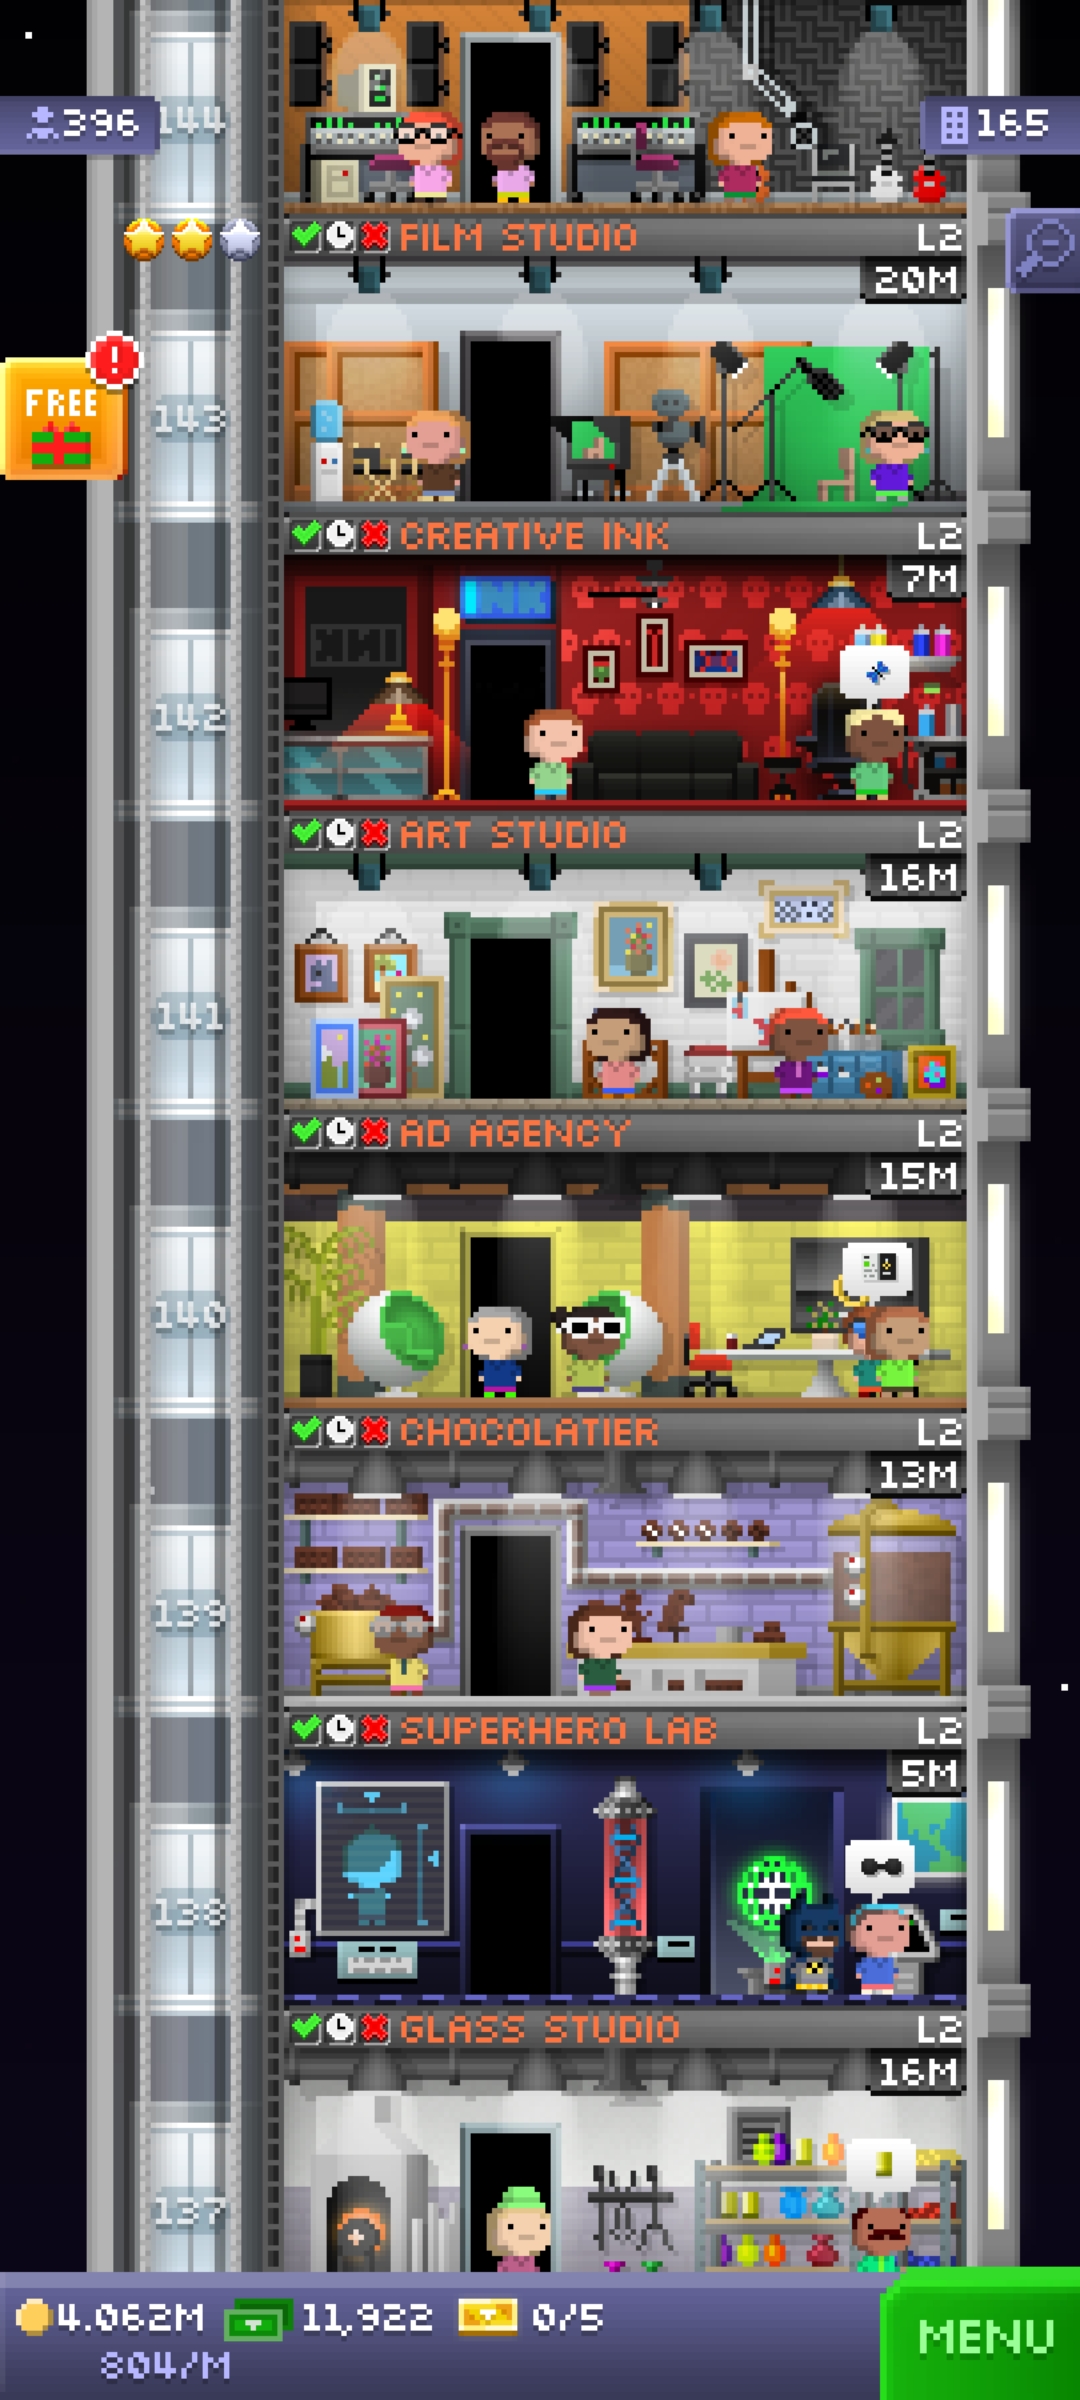 144
396
165
FILM STUDIO L2
20M
FREE
!
143
CREATIVE INK L2
7M
142
ART STUDIO L2
16M
141
AD AGENCY L2
15M
140
CHOCOLATIER L2
13M
139
SUPERHERO LAB L2
5M
138
GLASS STUDIO L2
16M
137
4.062M 11,922 0/5
804/M
MENU